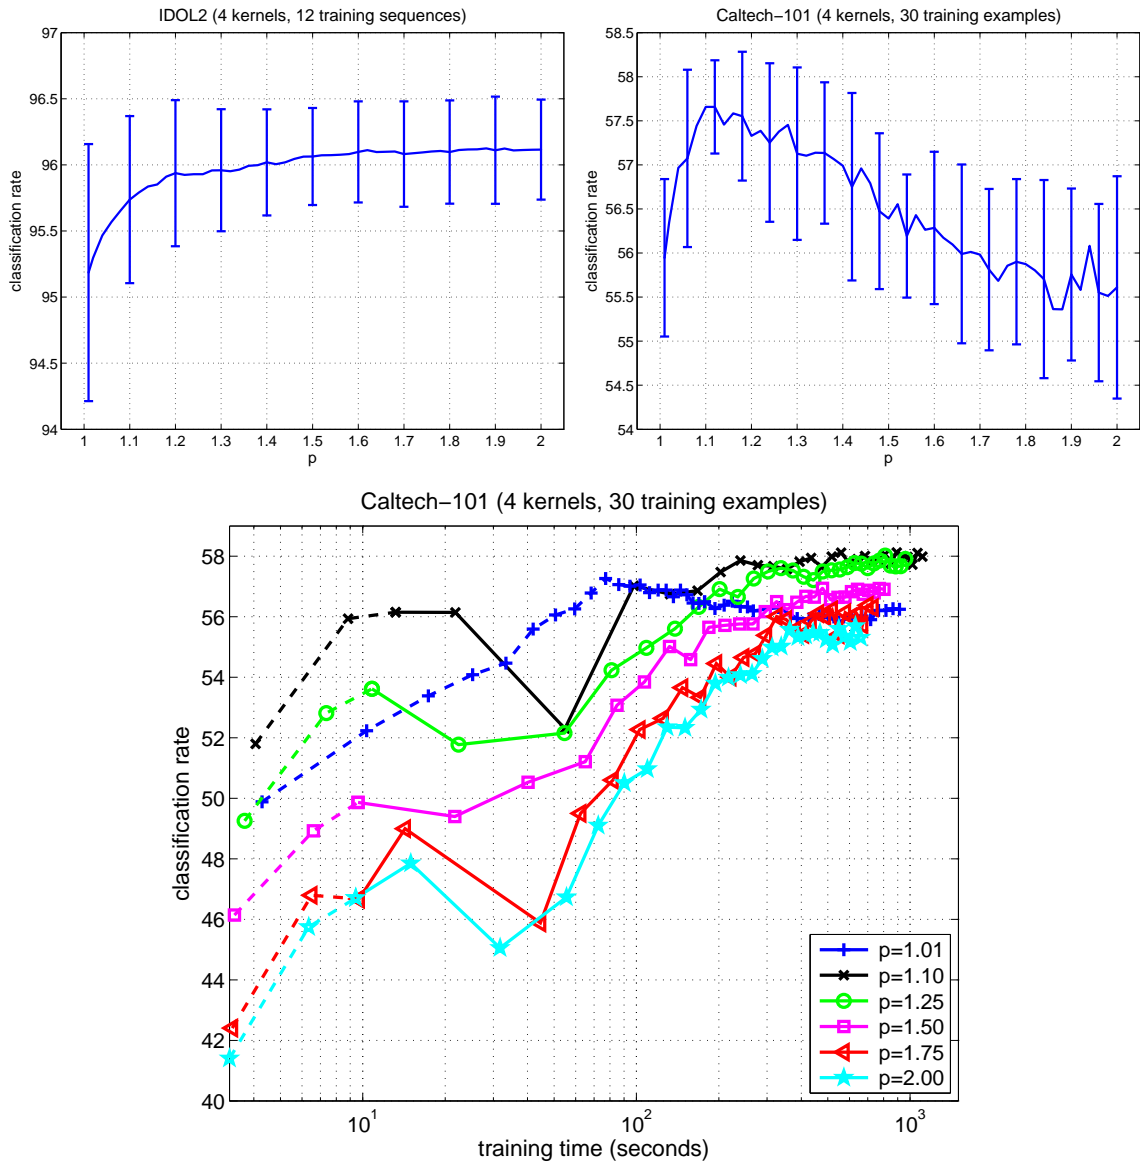 IDOL2 (4 kernels, 12 training sequences)
97
96.5
96
95.5
95
94.5
94
classification rate
1 1.1 1.2 1.3 1.4 1.5 1.6 1.7 1.8 1.9 2
p
Caltech−101 (4 kernels, 30 training examples)
58.5
58
57.5
57
56.5
56
55.5
55
54.5
54
classification rate
1 1.1 1.2 1.3 1.4 1.5 1.6 1.7 1.8 1.9 2
p
Caltech−101 (4 kernels, 30 training examples)
58
56
54
52
50
48
46
44
42
40
classification rate
p=1.01
p=1.10
p=1.25
p=1.50
p=1.75
p=2.00
10^1 10^2 10^3
training time (seconds)